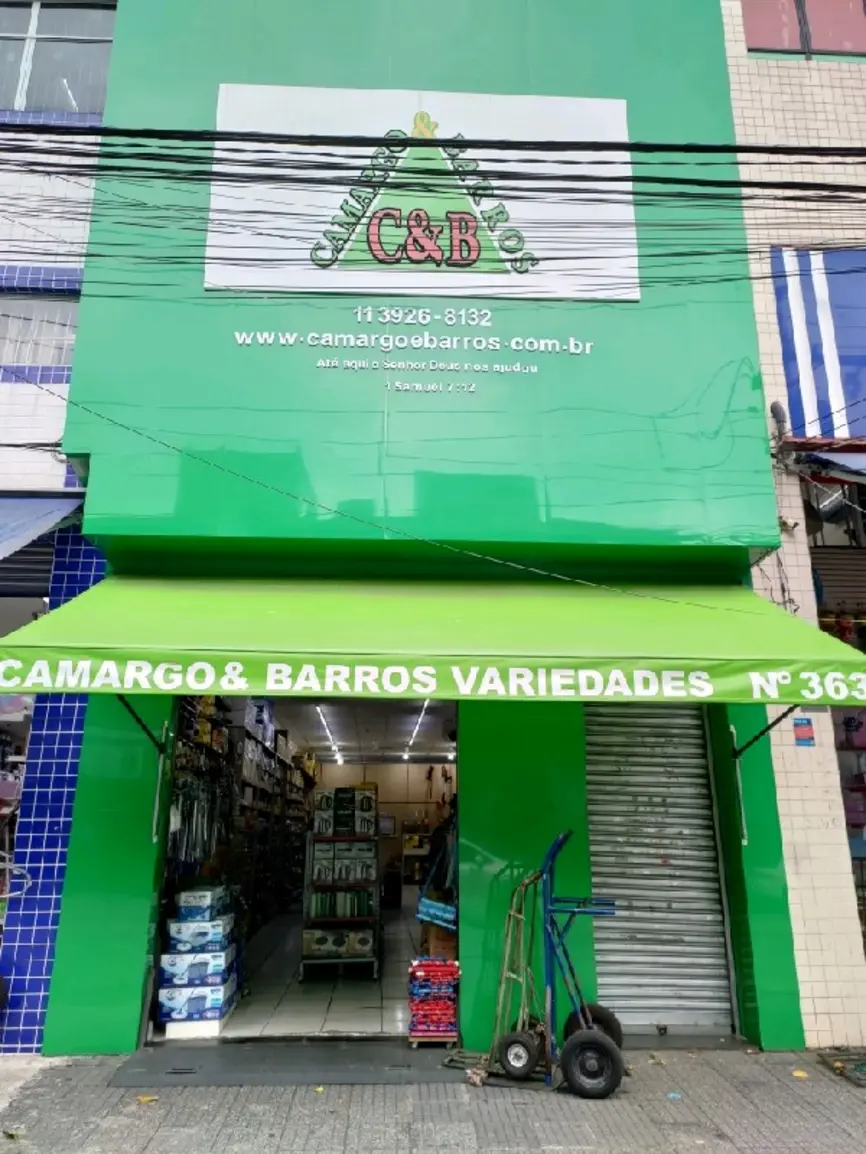 CAMARGO & BARROS
C&B
11 3926-8132
www.camargoebarros.com.br
Até aqui o Senhor Deus nos ajudou
1 Samuel 7:12
CAMARGO & BARROS VARIEDADES Nº 363